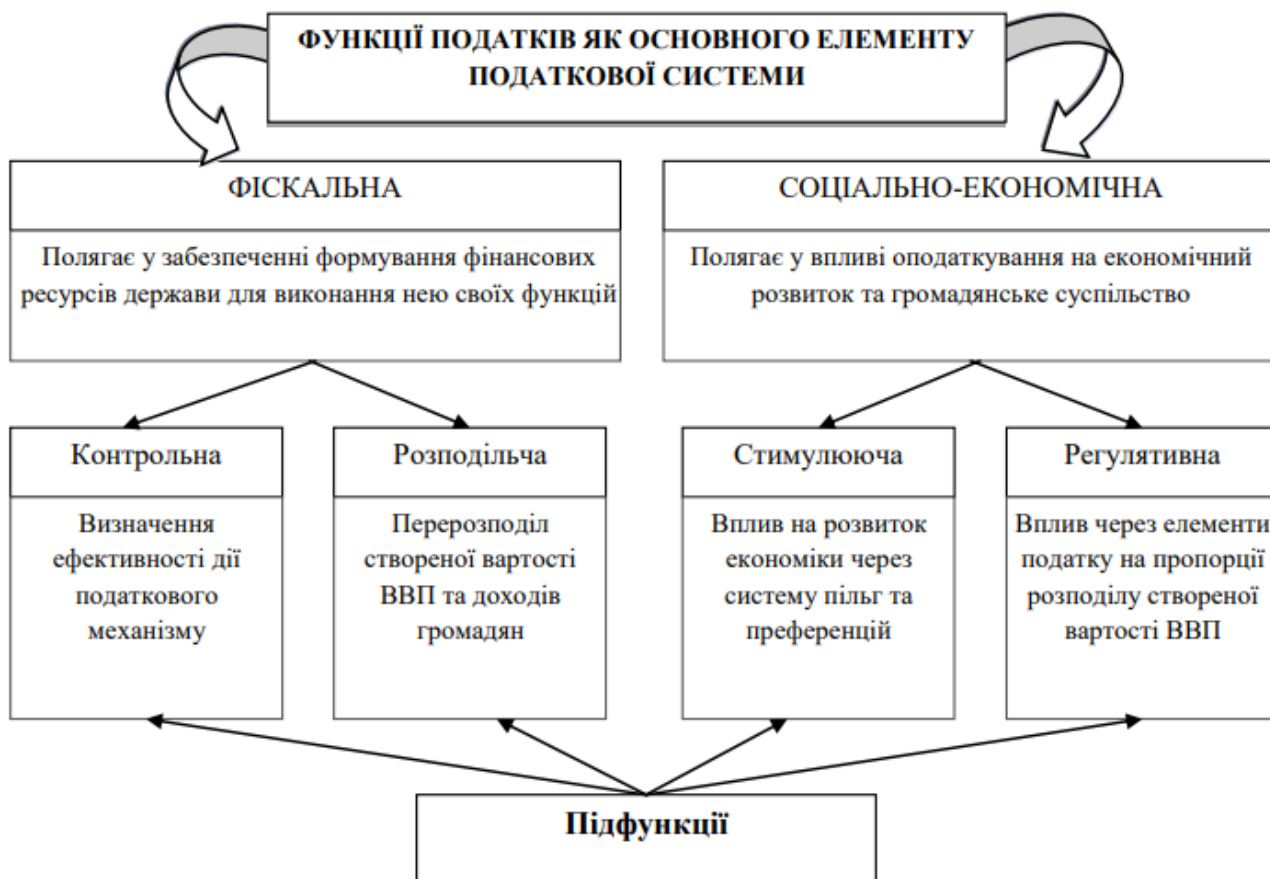 ФУНКЦІЇ ПОДАТКІВ ЯК ОСНОВНОГО ЕЛЕМЕНТУ
ПОДАТКОВОЇ СИСТЕМИ
ФІСКАЛЬНА
Полягає у забезпеченні формування фінансових
ресурсів держави для виконання нею своїх функцій
СОЦІАЛЬНО-ЕКОНОМІЧНА
Полягає у впливі оподаткування на економічний
розвиток та громадянське суспільство
Контрольна
Визначення
ефективності дії
податкового
механізму
Розподільча
Перерозподіл
створеної вартості
ВВП та доходів
громадян
Стимулююча
Вплив на розвиток
економіки через
систему пільг та
преференцій
Регулятивна
Вплив через елементи
податку на пропорції
розподілу створеної
вартості ВВП
Підфункції